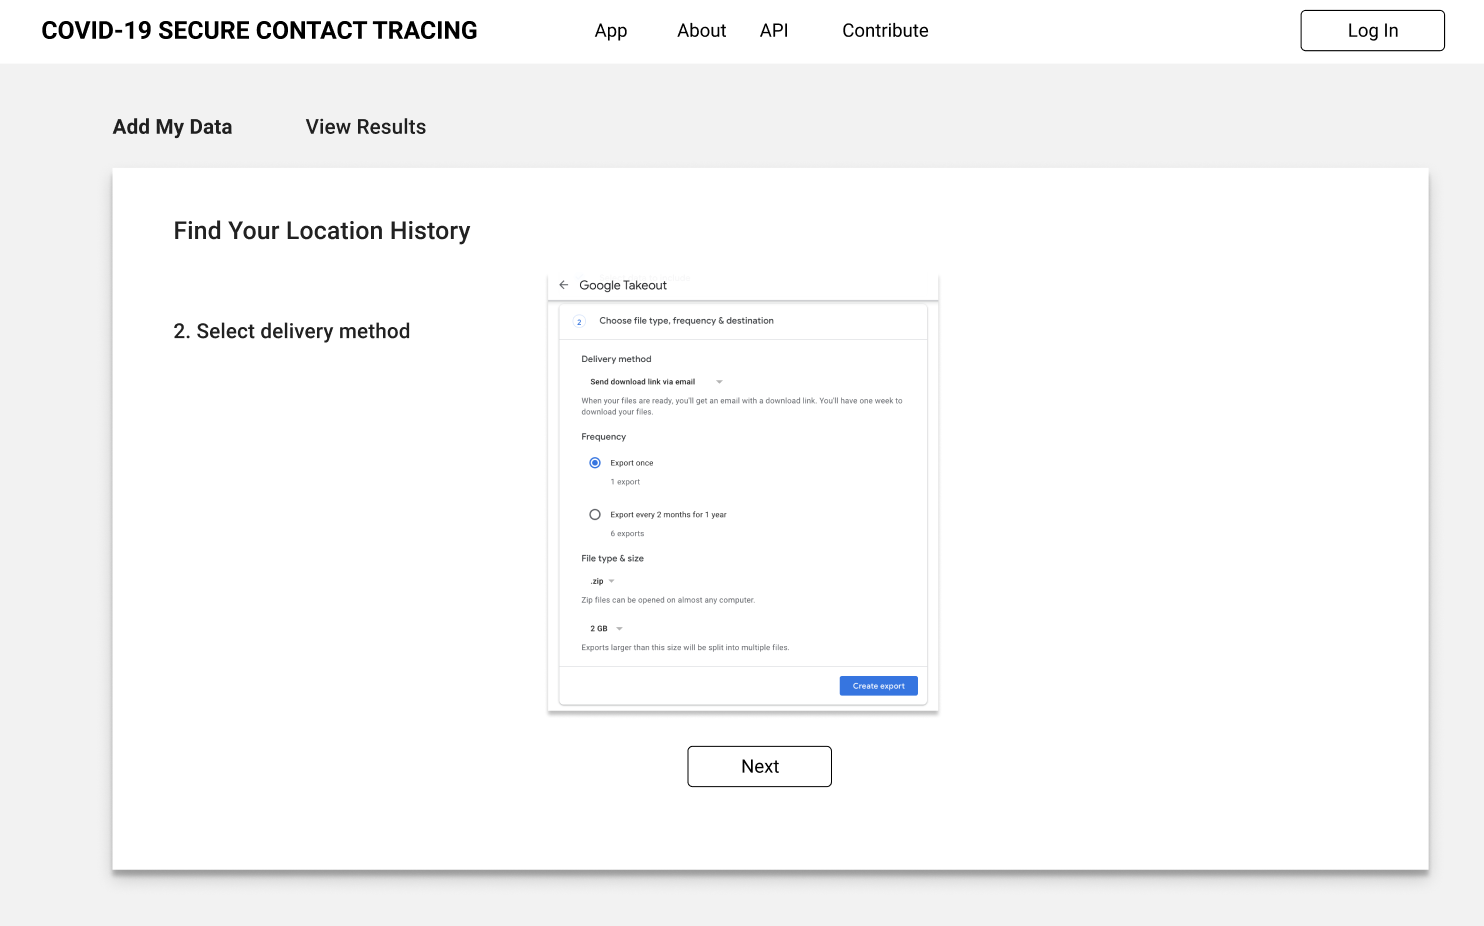 COVID-19 SECURE CONTACT TRACING
App
About
API
Contribute
Log In
Add My Data
View Results
Find Your Location History
2. Select delivery method
Google Takeout
2
Choose file type, frequency & destination
Delivery method
Send download link via email
When your files are ready, you'll get an email with a download link. You'll have one week to
download your files.
Frequency
Export once
1 export
Export every 2 months for 1 year
6 exports
File type & size
.zip
Zip files can be opened on almost any computer.
2 GB
Exports larger than this size will be split into multiple files.
Create export
Next